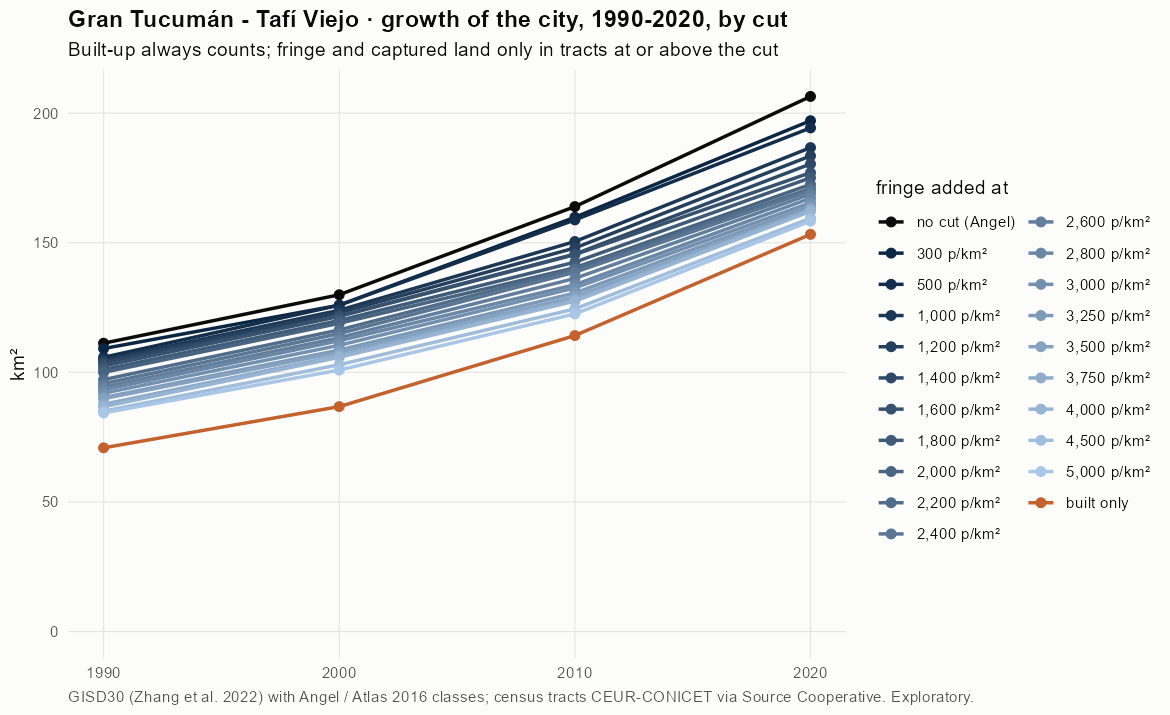 Gran Tucumán - Tafí Viejo · growth of the city, 1990-2020, by cut
Built-up always counts; fringe and captured land only in tracts at or above the cut
200
150
100
50
0
km²
1990
2000
2010
2020
fringe added at
no cut (Angel)
300 p/km²
500 p/km²
1,000 p/km²
1,200 p/km²
1,400 p/km²
1,600 p/km²
1,800 p/km²
2,000 p/km²
2,200 p/km²
2,400 p/km²
2,600 p/km²
2,800 p/km²
3,000 p/km²
3,250 p/km²
3,500 p/km²
3,750 p/km²
4,000 p/km²
4,500 p/km²
5,000 p/km²
built only
GISD30 (Zhang et al. 2022) with Angel / Atlas 2016 classes; census tracts CEUR-CONICET via Source Cooperative. Exploratory.